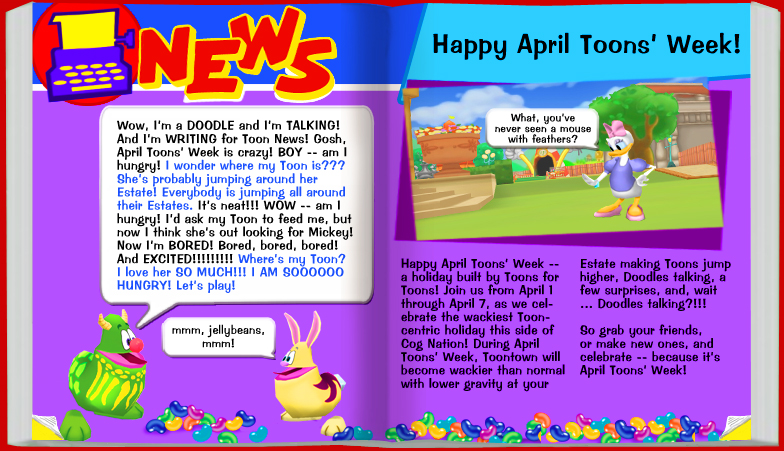 NEWS
Wow, I'm a DOODLE and I'm TALKING!
And I'm WRITING for Toon News! Gosh,
April Toons' Week is crazy! BOY -- am I
hungry! I wonder where my Toon is???
She's probably jumping around her
Estate! Everybody is jumping all around
their Estates. It's neat!!! WOW -- am I
hungry! I'd ask my Toon to feed me, but
now I think she's out looking for Mickey!
Now I'm BORED! Bored, bored, bored!
And EXCITED!!!!!!!!! Where's my Toon?
I love her SO MUCH!!! I AM SOOOOOO
HUNGRY! Let's play!
mmm, jellybeans,
mmm!
Happy April Toons' Week!
What, you've
never seen a mouse
with feathers?
Happy April Toons' Week --
a holiday built by Toons for
Toons! Join us from April 1
through April 7, as we cel-
ebrate the wackiest Toon-
centric holiday this side of
Cog Nation! During April
Toons' Week, Toontown will
become wackier than normal
with lower gravity at your
Estate making Toons jump
higher, Doodles talking, a
few surprises, and, wait
... Doodles talking?!!!
So grab your friends,
or make new ones, and
celebrate -- because it's
April Toons' Week!